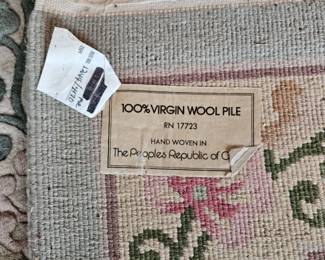 100% VIRGIN WOOL PILE
RN 17723
HAND WOVEN IN
The Peoples Republic of C